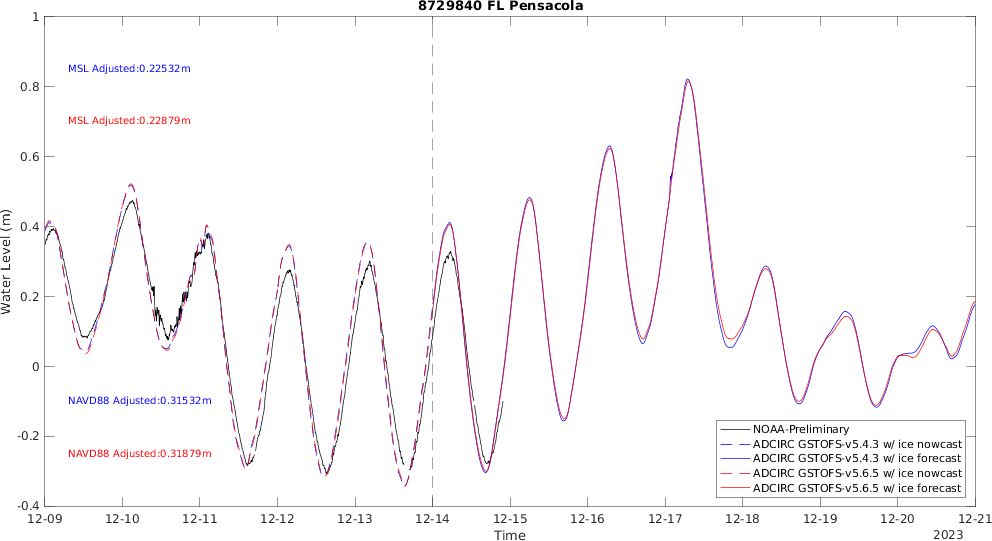 8729840 FL Pensacola
Water Level (m)
1
0.8
0.6
0.4
0.2
0
-0.2
-0.4
MSL Adjusted:0.22532m
MSL Adjusted:0.22879m
NAVD88 Adjusted:0.31532m
NAVD88 Adjusted:0.31879m
NOAA-Preliminary
ADCIRC GSTOFS-v5.4.3 w/ ice nowcast
ADCIRC GSTOFS-v5.4.3 w/ ice forecast
ADCIRC GSTOFS-v5.6.5 w/ ice nowcast
ADCIRC GSTOFS-v5.6.5 w/ ice forecast
12-09 12-10 12-11 12-12 12-13 12-14 12-15 12-16 12-17 12-18 12-19 12-20 12-21
Time
2023